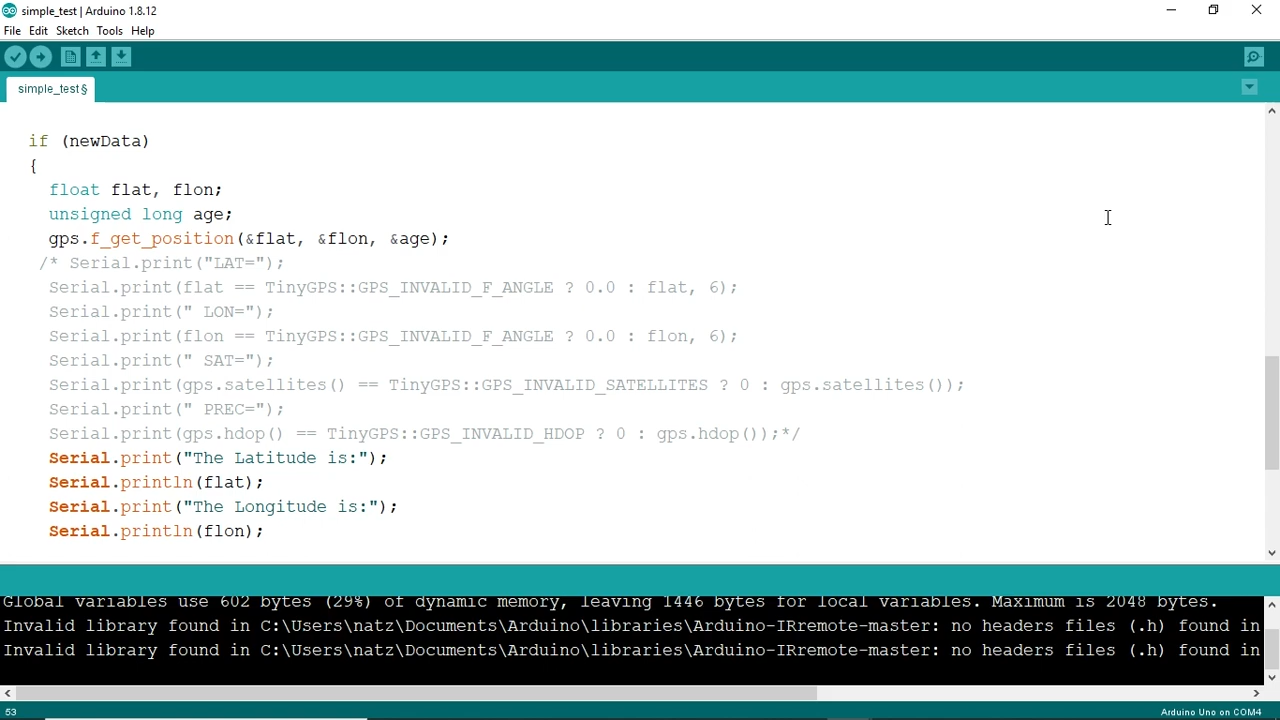 simple_test | Arduino 1.8.12
File Edit Sketch Tools Help
simple_test§
if (newData)
{
float flat, flon;
unsigned long age;
gps.f_get_position(&flat, &flon, &age);
/* Serial.print("LAT=");
Serial.print(flat == TinyGPS::GPS_INVALID_F_ANGLE ? 0.0 : flat, 6);
Serial.print(" LON=");
Serial.print(flon == TinyGPS::GPS_INVALID_F_ANGLE ? 0.0 : flon, 6);
Serial.print(" SAT=");
Serial.print(gps.satellites() == TinyGPS::GPS_INVALID_SATELLITES ? 0 : gps.satellites());
Serial.print(" PREC=");
Serial.print(gps.hdop() == TinyGPS::GPS_INVALID_HDOP ? 0 : gps.hdop());*/
Serial.print("The Latitude is:");
Serial.println(flat);
Serial.print("The Longitude is:");
Serial.println(flon);
Global variables use 602 bytes (29%) of dynamic memory, leaving 1446 bytes for local variables. Maximum is 2048 bytes.
Invalid library found in C:\Users\natz\Documents\Arduino\libraries\Arduino-IRremote-master: no headers files (.h) found in
Invalid library found in C:\Users\natz\Documents\Arduino\libraries\Arduino-IRremote-master: no headers files (.h) found in
53
Arduino Uno on COM4